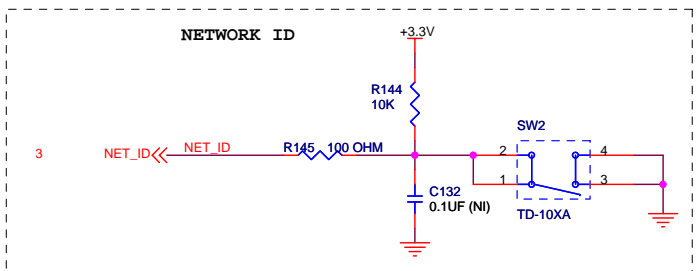 NETWORK ID
+3.3V
R144
10K
SW2
3
NET_ID
NET_ID
R145
100 OHM
2
4
1
3
C132
0.1UF (NI)
TD-10XA